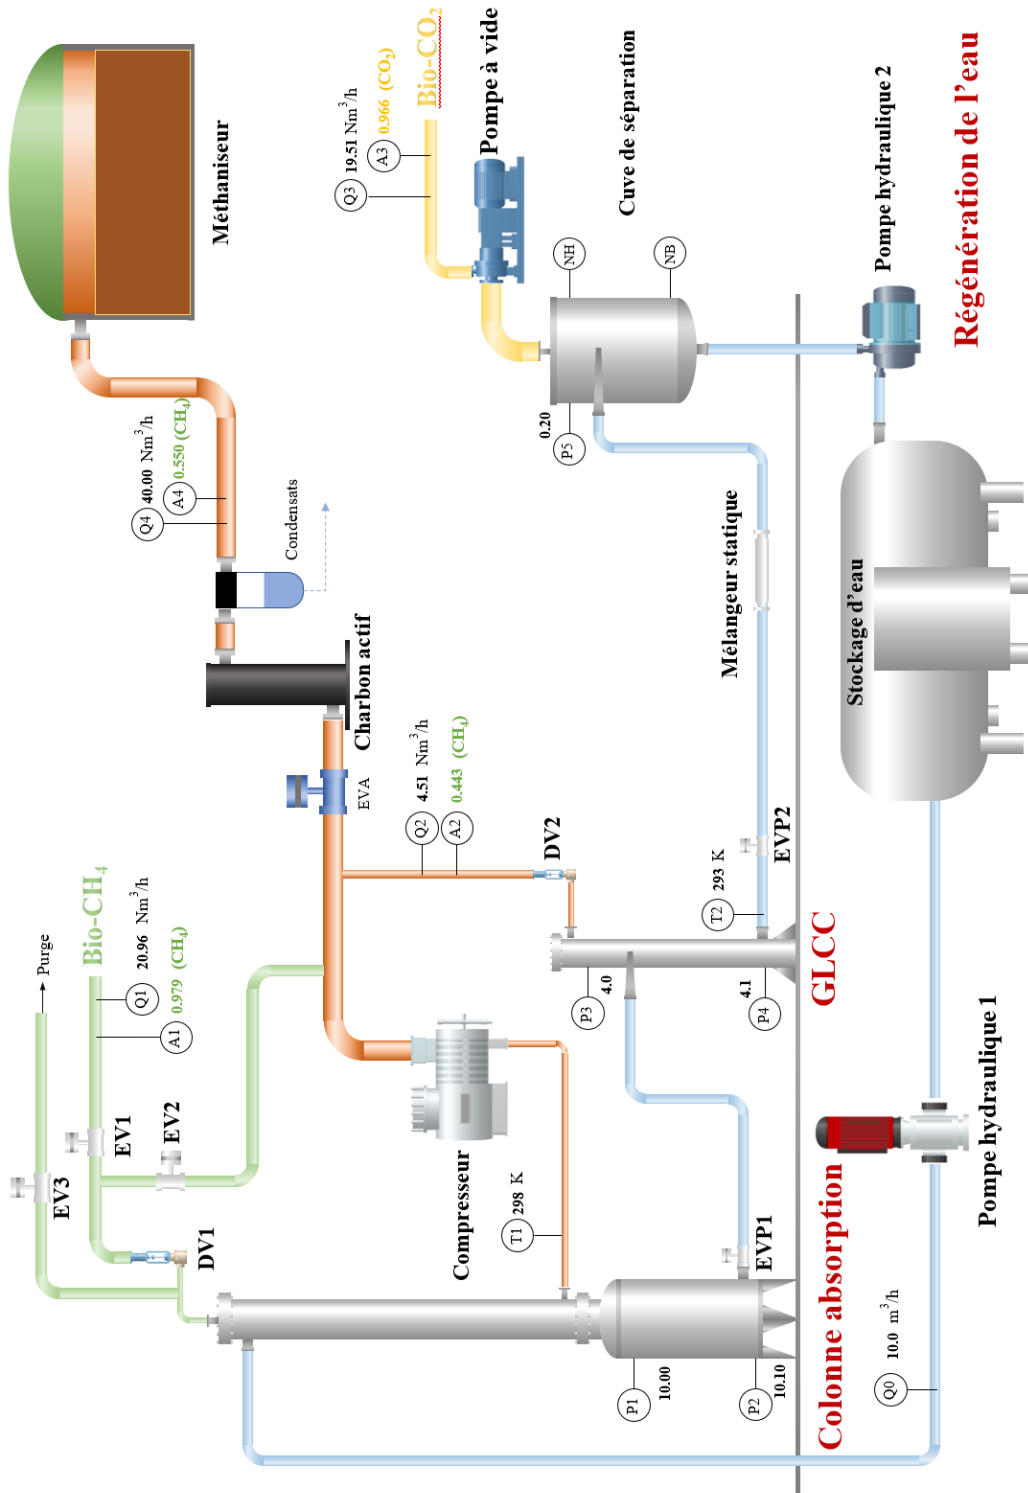 Purge
Bio-CH₄
Q1 20.96 Nm³/h
A1 0.979 (CH₄)
EV3
EV1
EV2
DV1
Méthaniseur
Q4 40.00 Nm³/h
A4 0.550 (CH₄)
Condensats
Charbon actif
EVA
Q2 4.51 Nm³/h
A2 0.443 (CH₄)
DV2
Compresseur
T1 298 K
Bio-CO₂
Q3 19.51 Nm³/h
A3 0.966 (CO₂)
Pompe à vide
Cuve de séparation
NH
NB
0.20
P5
Mélangeur statique
EVP2
T2 293 K
P3
4.0
P4
4.1
GLCC
EVP1
P1
10.00
P2
10.10
Colonne absorption
Q0 10.0 m³/h
Pompe hydraulique 1
Stockage d'eau
Pompe hydraulique 2
Régénération de l'eau